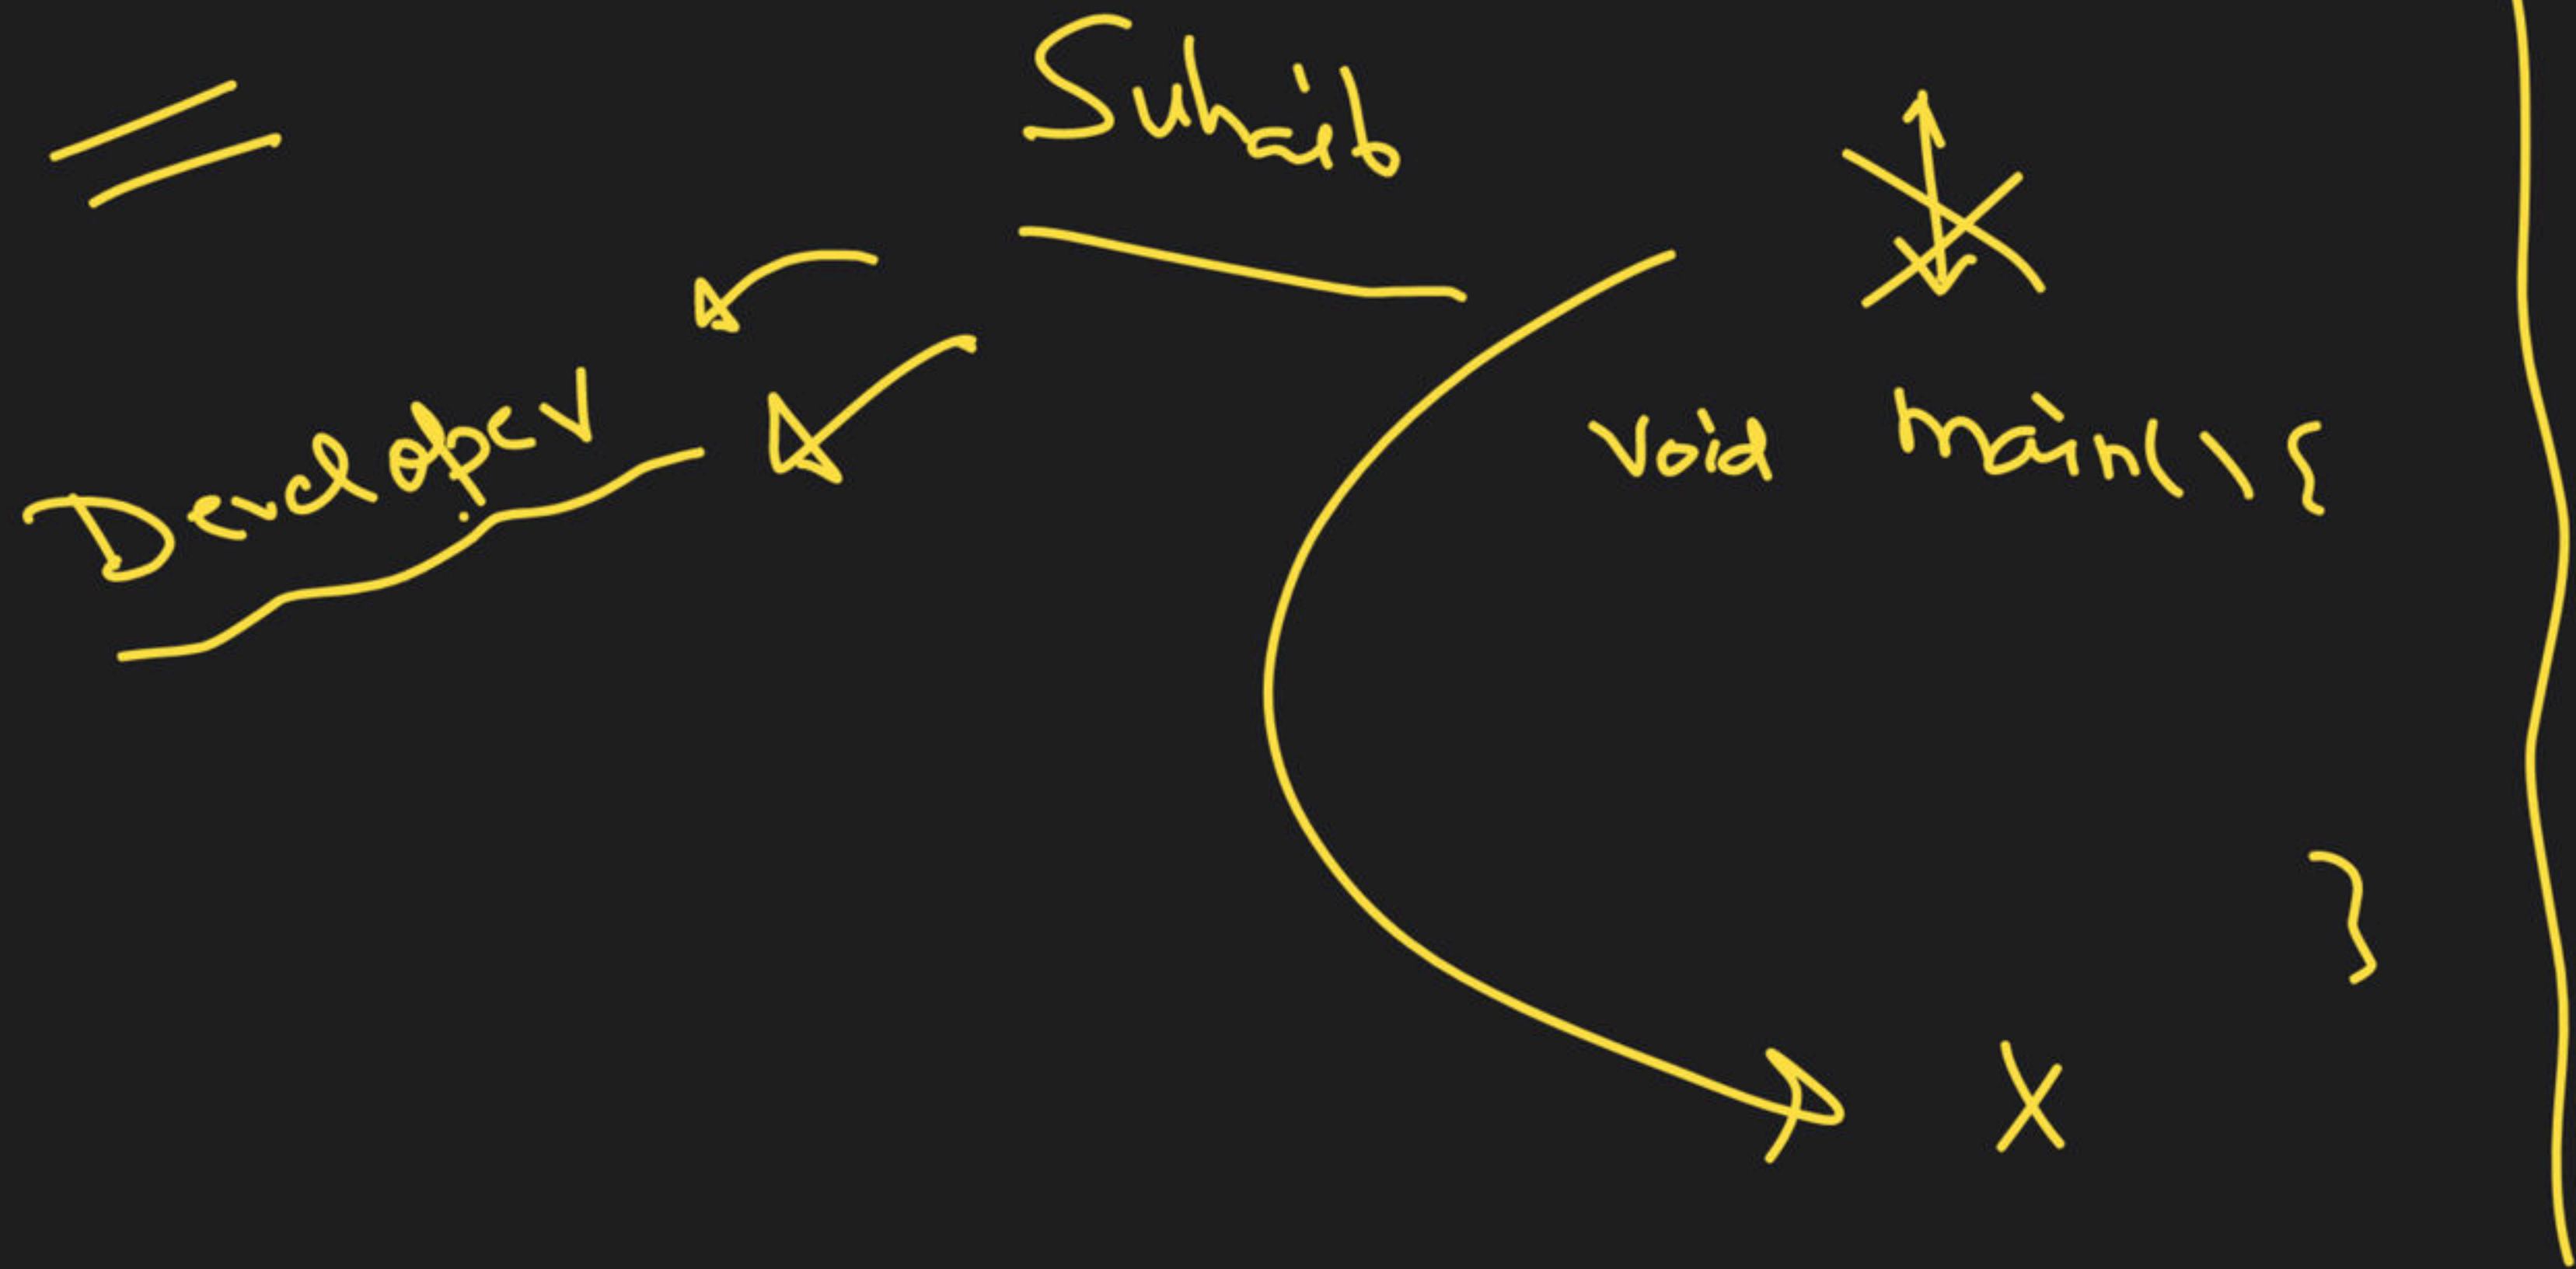 Suhaib
Developer
void main() {
}
X